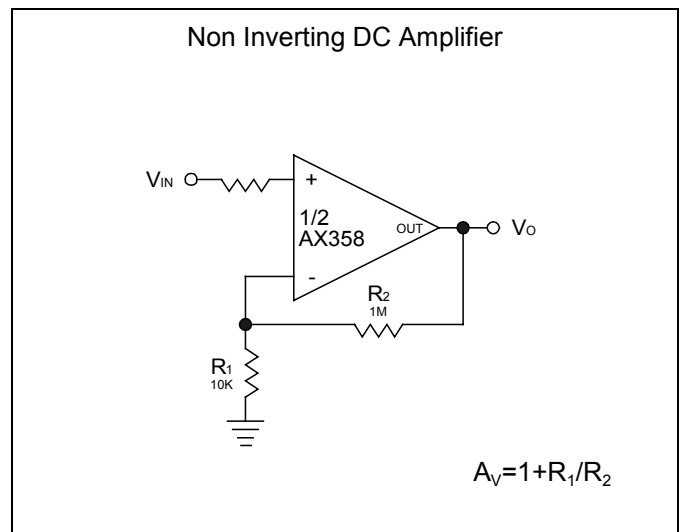 Non Inverting DC Amplifier
VIN
+
1/2
AX358
OUT
VO
-
R2
1M
R1
10K
AV=1+R1/R2